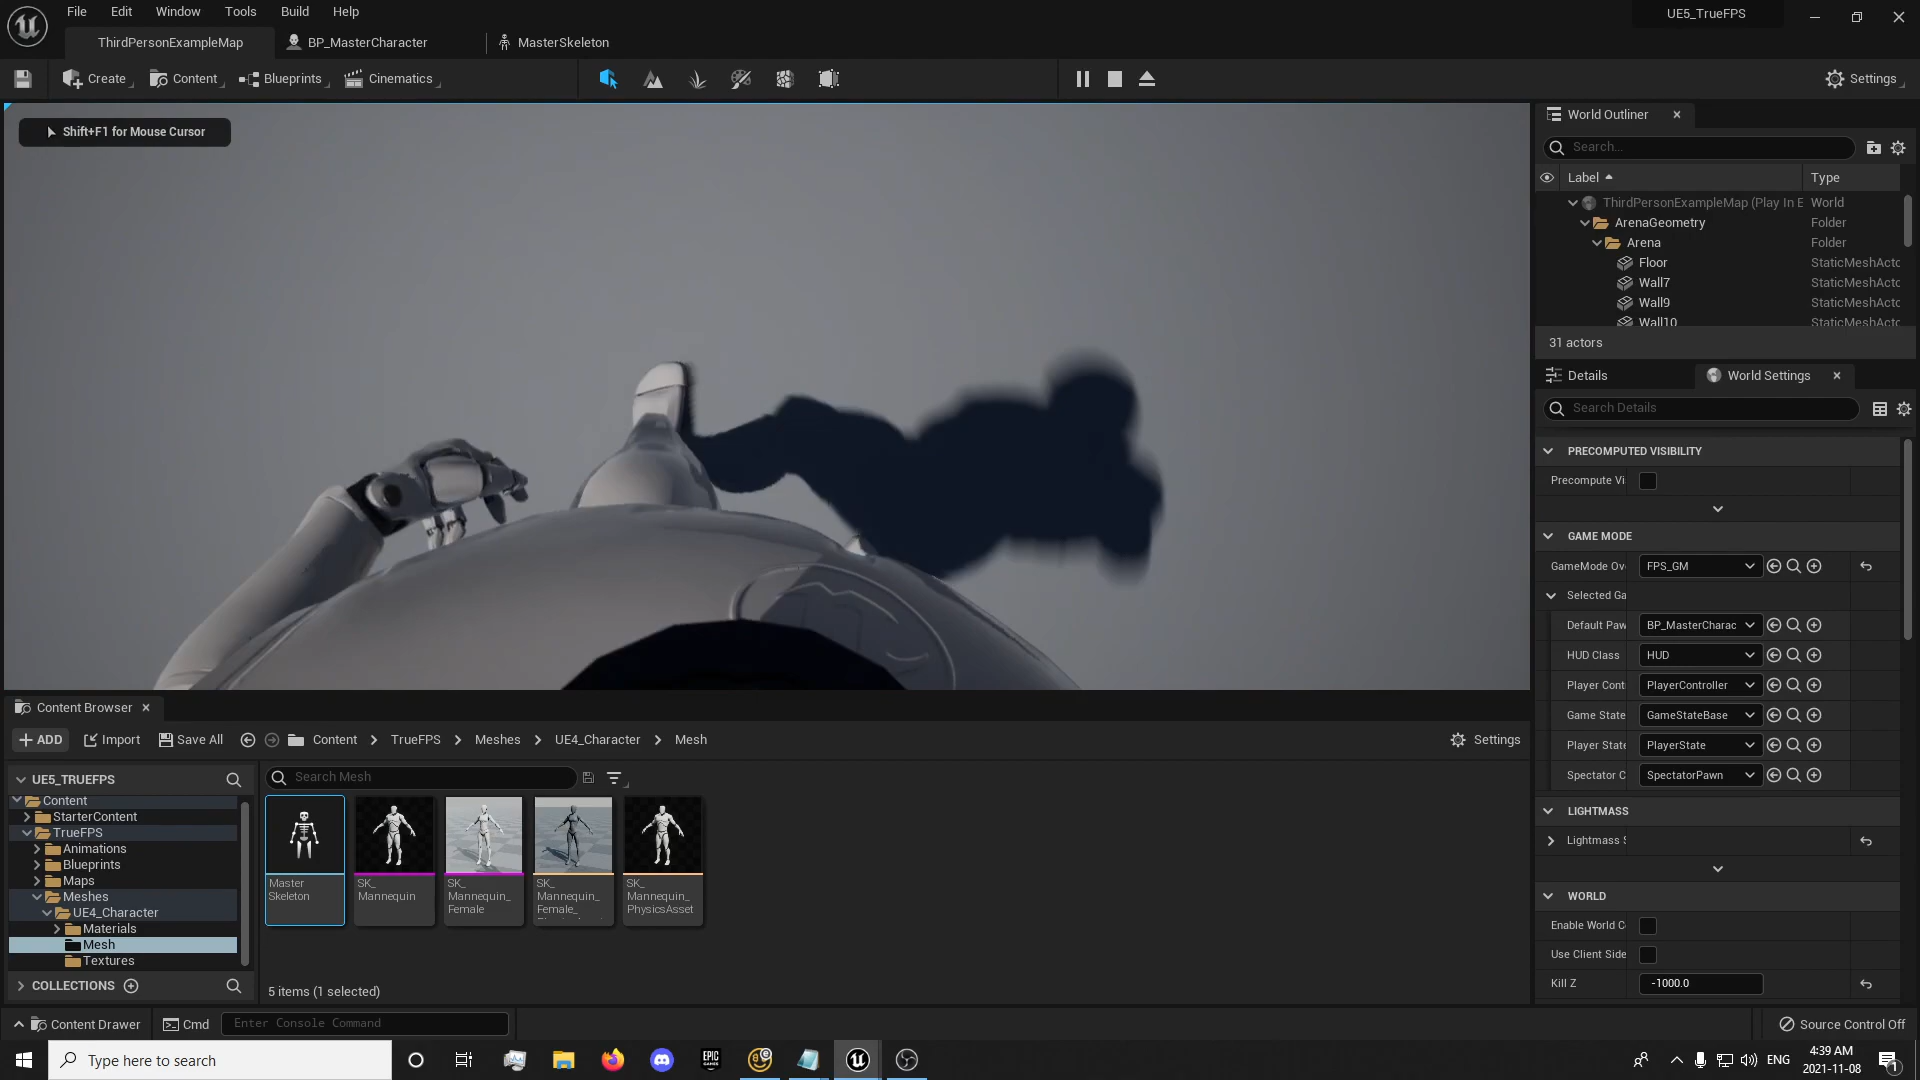 File Edit Window Tools Build Help
UE5_TrueFPS
ThirdPersonExampleMap
BP_MasterCharacter
MasterSkeleton
Create
Content
Blueprints
Cinematics
Settings
Shift+F1 for Mouse Cursor
World Outliner
Search...
Label
Type
ThirdPersonExampleMap (Play In E
World
ArenaGeometry
Folder
Arena
Folder
Floor
StaticMeshActo
Wall7
StaticMeshActo
Wall9
StaticMeshActo
Wall10
StaticMeshActo
31 actors
Details
World Settings
Search Details
PRECOMPUTED VISIBILITY
Precompute Vi
GAME MODE
GameMode Ov
FPS_GM
Selected Ga
Default Paw
BP_MasterCharac
HUD Class
HUD
Player Cont
PlayerController
Game State
GameStateBase
Player State
PlayerState
Spectator C
SpectatorPawn
LIGHTMASS
Lightmass S
WORLD
Enable World C
Use Client Side
Kill Z
-1000.0
Content Browser
ADD
Import
Save All
Content
TrueFPS
Meshes
UE4_Character
Mesh
Settings
UE5_TRUEFPS
Search Mesh
Content
StarterContent
TrueFPS
Animations
Blueprints
Maps
Meshes
UE4_Character
Materials
Mesh
Textures
COLLECTIONS
Master
Skeleton
SK_
Mannequin
SK_
Mannequin_
Female
SK_
Mannequin_
Female_
SK_
Mannequin_
PhysicsAsset
5 items (1 selected)
Content Drawer
Cmd
Enter Console Command
Source Control Off
Type here to search
EPIC
GAMES
ENG
4:39 AM
2021-11-08
1